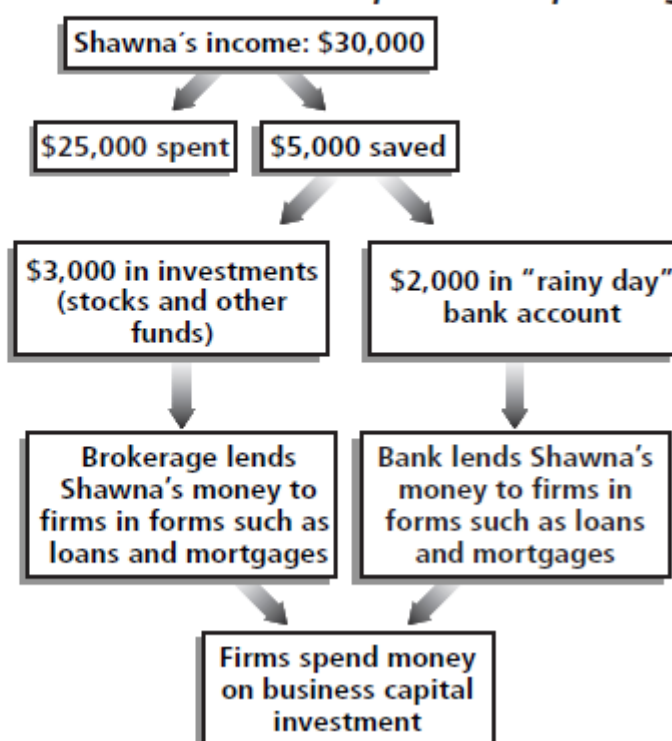 Shawna's income: $30,000
$25,000 spent
$5,000 saved
$3,000 in investments
(stocks and other
funds)
$2,000 in “rainy day”
bank account
Brokerage lends
Shawna's money to
firms in forms such as
loans and mortgages
Bank lends Shawna's
money to firms in
forms such as loans
and mortgages
Firms spend money
on business capital
investment